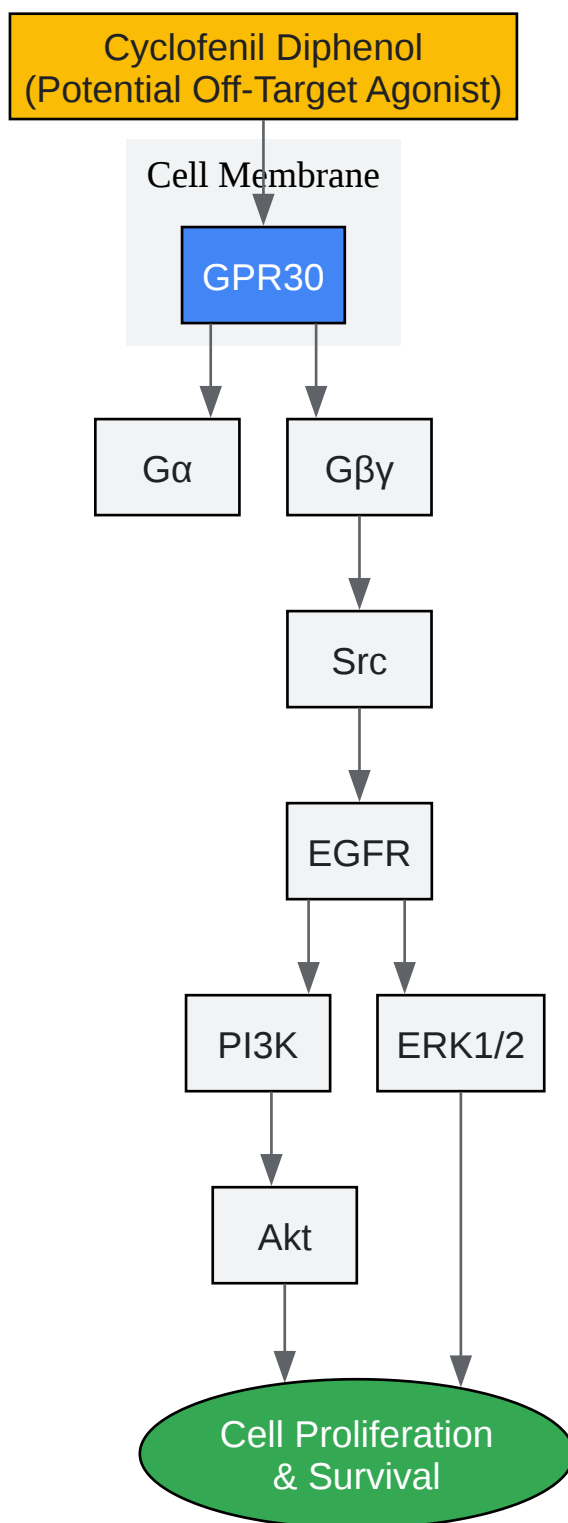 Cyclofenil Diphenol
(Potential Off-Target Agonist)
Cell Membrane
GPR30
Gα
Gβγ
Src
EGFR
PI3K
ERK1/2
Akt
Cell Proliferation
& Survival